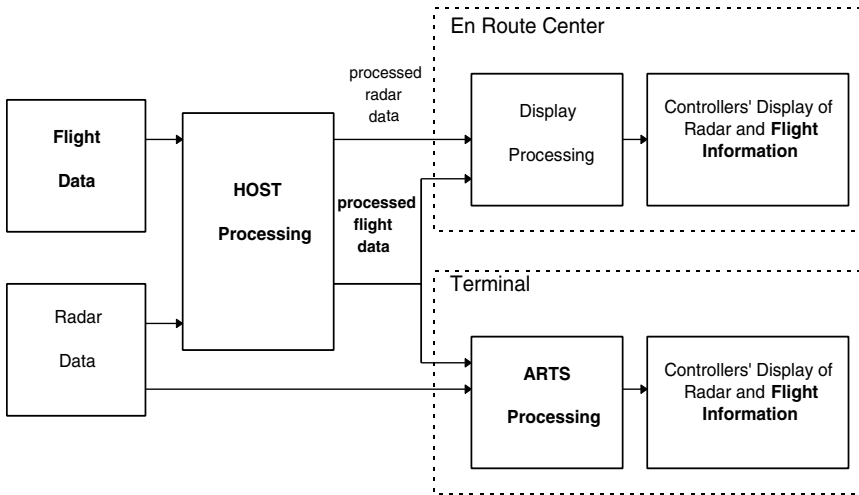 En Route Center
processed
radar
data
Flight
Data
HOST
Processing
Display
Processing
Controllers' Display of
Radar and Flight
Information
processed
flight
data
Radar
Data
Terminal
ARTS
Processing
Controllers' Display of
Radar and Flight
Information